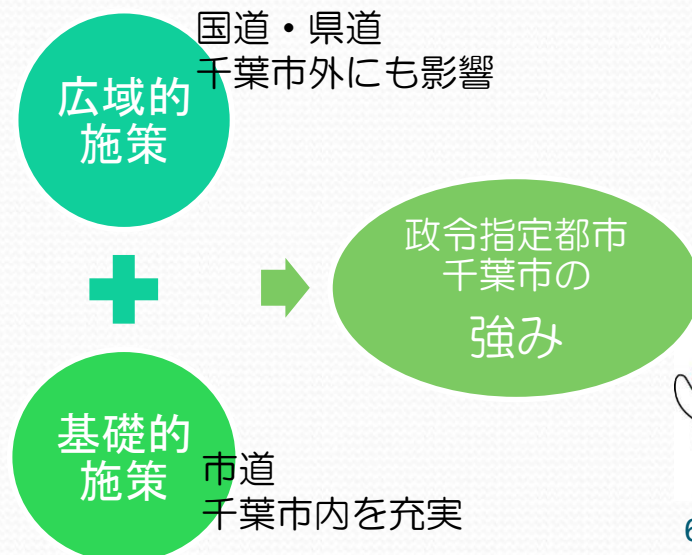 国道・県道
千葉市外にも影響
広域的
施策
政令指定都市
千葉市の
強み
基礎的
施策
市道
千葉市内を充実
6